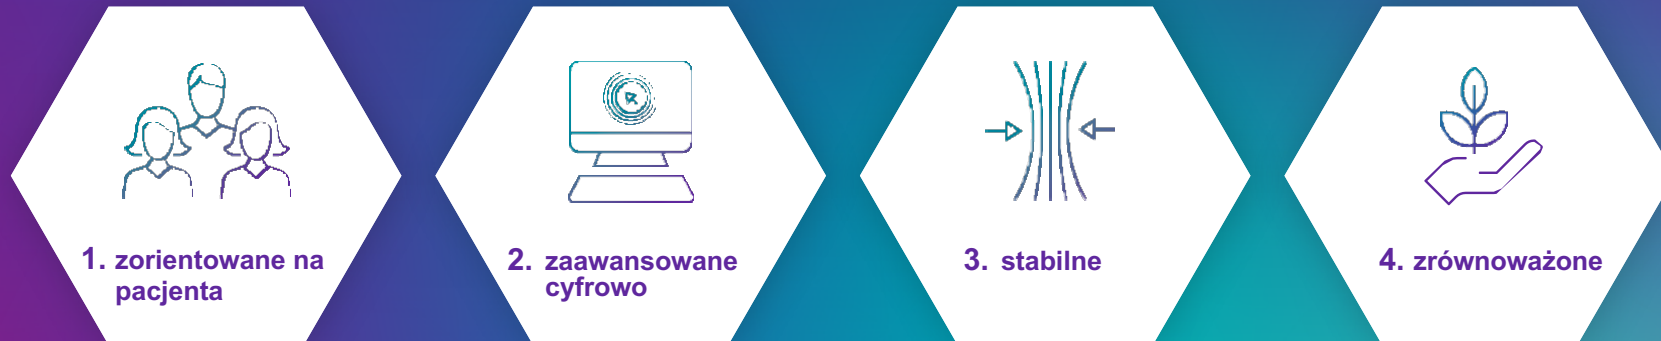 1. zorientowane na
pacjenta
2. zaawansowane
cyfrowo
3. stabilne
4. zrównoważone